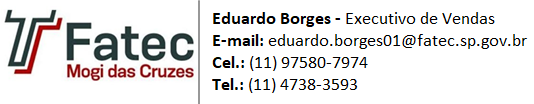 Fatec
Mogi das Cruzes
Eduardo Borges - Executivo de Vendas
E-mail: eduardo.borges01@fatec.sp.gov.br
Cel.: (11) 97580-7974
Tel.: (11) 4738-3593